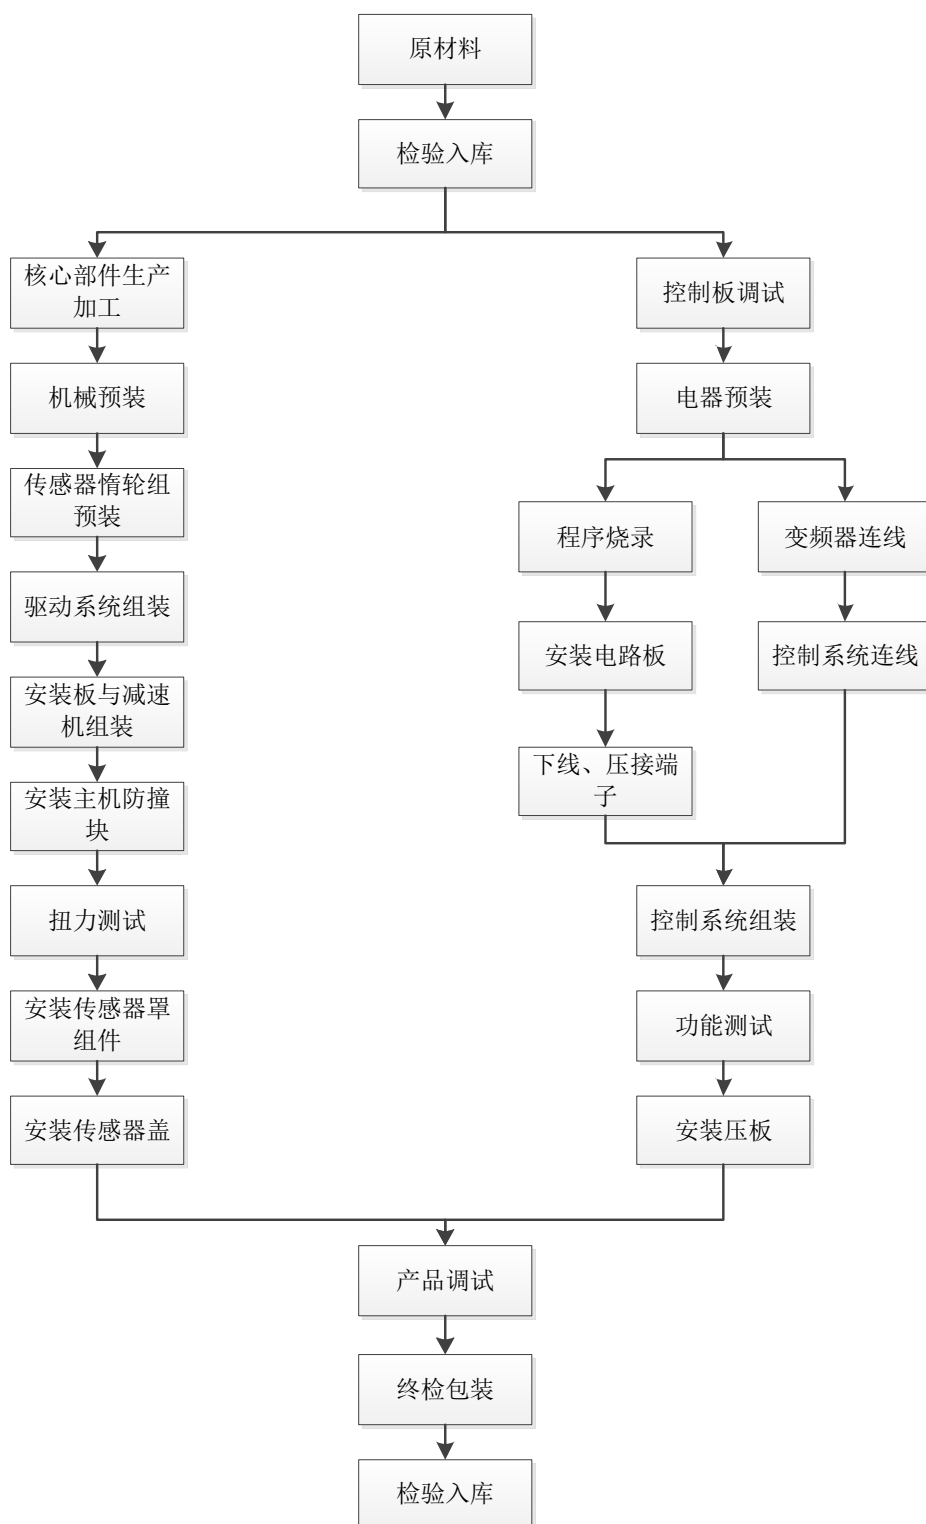 原材料
检验入库
核心部件生产
加工
机械预装
传感器惰轮组
预装
驱动系统组装
安装板与减速
机组装
安装主机防撞
块
扭力测试
安装传感器罩
组件
安装传感器盖
控制板调试
电器预装
程序烧录
安装电路板
下线、压接端
子
变频器连线
控制系统连线
控制系统组装
功能测试
安装压板
产品调试
终检包装
检验入库